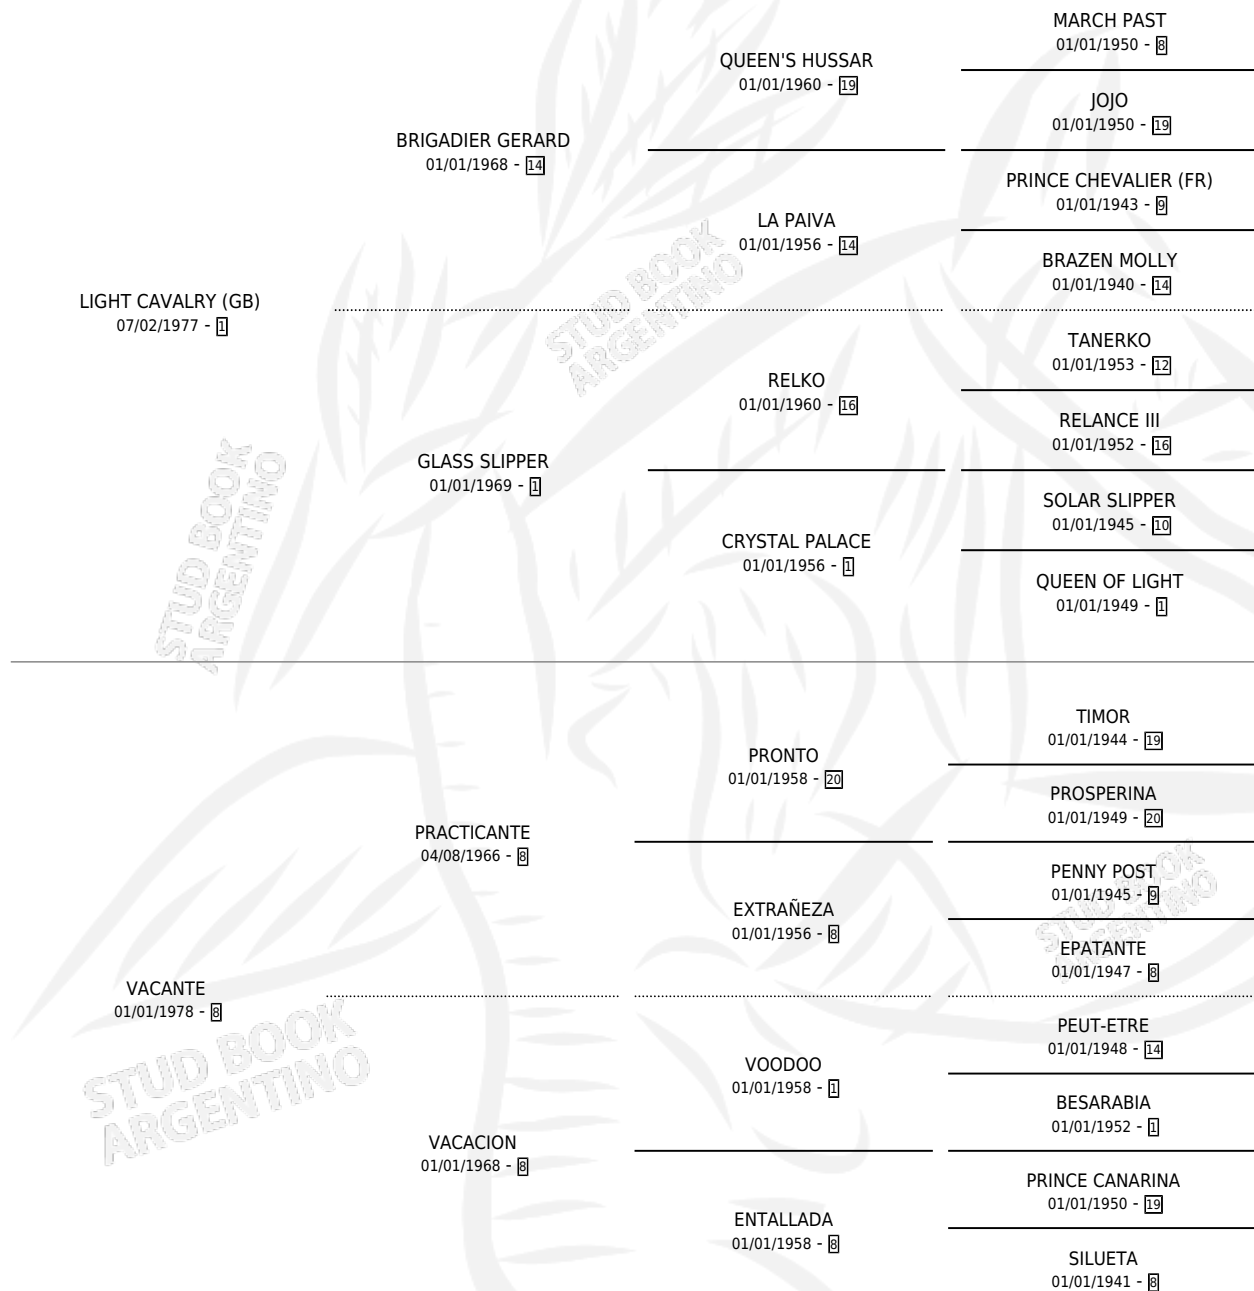 MARCH PAST
01/01/1950 - 8
QUEEN'S HUSSAR
01/01/1960 - 19
JOJO
01/01/1950 - 19
BRIGADIER GERARD
01/01/1968 - 14
PRINCE CHEVALIER (FR)
01/01/1943 - 9
LA PAIVA
01/01/1956 - 14
BRAZEN MOLLY
01/01/1940 - 14
LIGHT CAVALRY (GB)
07/02/1977 - 1
TANERKO
01/01/1953 - 12
RELKO
01/01/1960 - 16
RELANCE III
01/01/1952 - 16
GLASS SLIPPER
01/01/1969 - 1
SOLAR SLIPPER
01/01/1945 - 10
CRYSTAL PALACE
01/01/1956 - 1
QUEEN OF LIGHT
01/01/1949 - 1
TIMOR
01/01/1944 - 19
PRONTO
01/01/1958 - 20
PROSPERINA
01/01/1949 - 20
PRACTICANTE
04/08/1966 - 8
PENNY POST
01/01/1945 - 9
EXTRAÑEZA
01/01/1956 - 8
EPATANTE
01/01/1947 - 8
VACANTE
01/01/1978 - 8
PEUT-ETRE
01/01/1948 - 14
VOODOO
01/01/1958 - 1
BESARABIA
01/01/1952 - 1
VACACION
01/01/1968 - 8
PRINCE CANARINA
01/01/1950 - 19
ENTALLADA
01/01/1958 - 8
SILUETA
01/01/1941 - 8
STUD BOOK
ARGENTINO
STUD BOOK
ARGENTINO
STUD BOOK
ARGENTINO
STUD BOOK
ARGENTINO